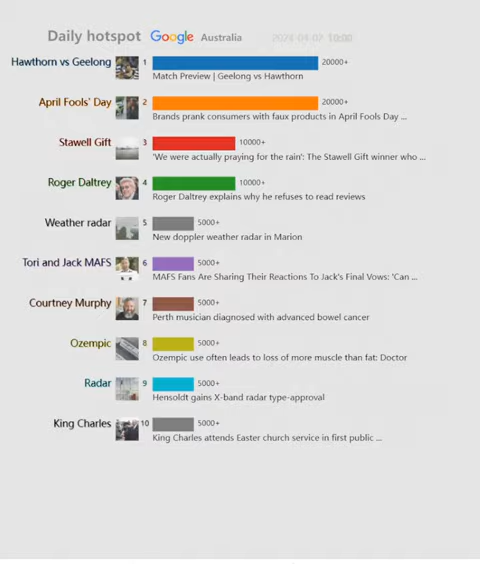 Daily hotspot Google Australia 2024-04-02 10:00
Hawthorn vs Geelong 1 20000+
Match Preview | Geelong vs Hawthorn
April Fools' Day 2 20000+
Brands prank consumers with faux products in April Fools Day ...
Stawell Gift 3 10000+
'We were actually praying for the rain': The Stawell Gift winner who ...
Roger Daltrey 4 10000+
Roger Daltrey explains why he refuses to read reviews
Weather radar 5 5000+
New doppler weather radar in Marion
Tori and Jack MAFS 6 5000+
MAFS Fans Are Sharing Their Reactions To Jack's Final Vows: 'Can ...
Courtney Murphy 7 5000+
Perth musician diagnosed with advanced bowel cancer
Ozempic 8 5000+
Ozempic use often leads to loss of more muscle than fat: Doctor
Radar 9 5000+
Hensoldt gains X-band radar type-approval
King Charles 10 5000+
King Charles attends Easter church service in first public ...